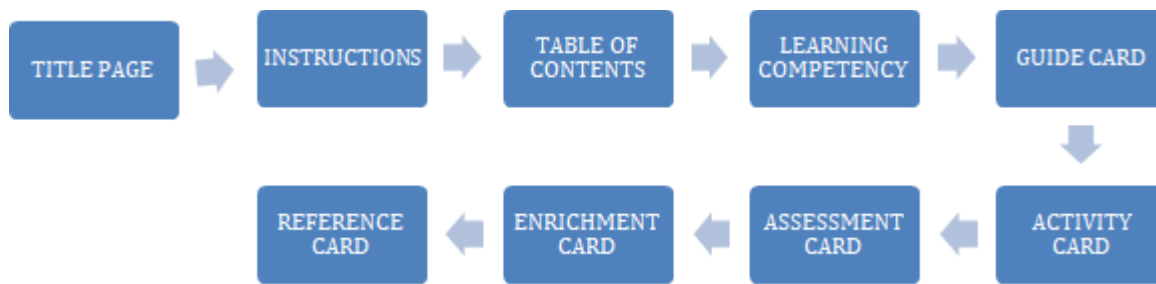 TITLE PAGE
INSTRUCTIONS
TABLE OF
CONTENTS
LEARNING
COMPETENCY
GUIDE CARD
ACTIVITY
CARD
ASSESSMENT
CARD
ENRICHMENT
CARD
REFERENCE
CARD